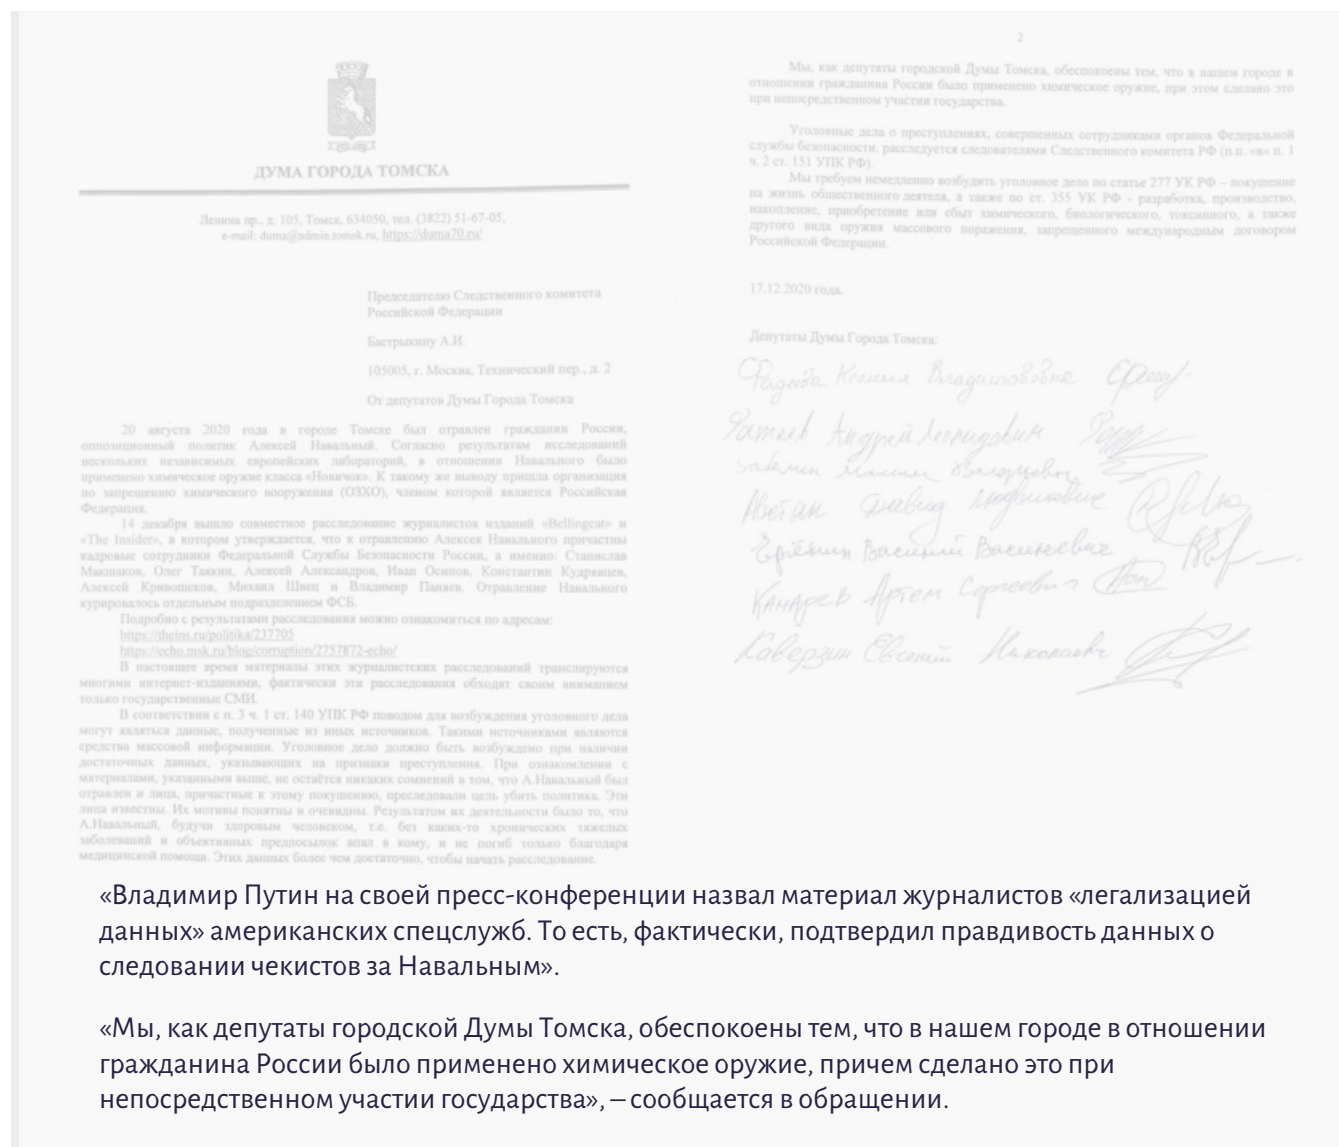 ДУМА ГОРОДА ТОМСКА
Ленина пр., д. 105, Томск, 634050, тел. (3822) 51-67-05,
e-mail: duma@admin.tomsk.ru, https://duma70.ru/
Председателю Следственного комитета
Российской Федерации
Бастрыкину А.И.
105005, г. Москва, Технический пер., д. 2
От депутатов Думы Города Томска
20 августа 2020 года в городе Томске был отравлен гражданин России,
оппозиционный политик Алексей Навальный. Согласно результатам исследований
нескольких независимых европейских лабораторий, в отношении Навального было
применено химическое оружие класса «Новичок». К такому же выводу пришла организация
по запрещению химического вооружения (ОЗХО), членом которой является Российская
Федерация.
14 декабря вышло совместное расследование журналистов изданий «Bellingcat» и
«The Insider», в котором утверждается, что к отравлению Алексея Навального причастны
кадровые сотрудники Федеральной Службы Безопасности России, а именно: Станислав
Макшаков, Олег Таякин, Алексей Александров, Иван Осипов, Константин Кудрявцев,
Алексей Кривощеков, Михаил Швец и Владимир Паняев. Отравление Навального
курировалось отдельным подразделением ФСБ.
Подробно с результатами расследования можно ознакомиться по адресам:
https://theins.ru/politika/237705
https://echo.msk.ru/blog/corruption/2757872-echo/
В настоящее время материалы этих журналистских расследований транслируются
многими интернет-изданиями, фактически эти расследования обходят своим вниманием
только государственные СМИ.
В соответствии с п. 3 ч. 1 ст. 140 УПК РФ поводом для возбуждения уголовного дела
могут являться данные, полученные из иных источников. Такими источниками являются
средства массовой информации. Уголовное дело должно быть возбуждено при наличии
достаточных данных, указывающих на признаки преступления. При ознакомлении с
материалами, указанными выше, не остаётся никаких сомнений в том, что А.Навальный был
отравлен и лица, причастные к этому покушению, преследовали цель убить политика. Эти
лица известны. Их мотивы понятны и очевидны. Результатом их деятельности было то, что
А.Навальный, будучи здоровым человеком, т.е. без каких-то хронических тяжелых
заболеваний и объективных предпосылок впал в кому, и не погиб только благодаря
медицинской помощи. Этих данных более чем достаточно, чтобы начать расследование.
2
Мы, как депутаты городской Думы Томска, обеспокоены тем, что в нашем городе в
отношении гражданина России было применено химическое оружие, при этом сделано это
при непосредственном участии государства.
Уголовные дела о преступлениях, совершенных сотрудниками органов Федеральной
службы безопасности, расследуется следователями Следственного комитета РФ (п.п. «в» п. 1
ч. 2 ст. 151 УПК РФ).
Мы требуем немедленно возбудить уголовное дело по статье 277 УК РФ – покушение
на жизнь общественного деятеля, а также по ст. 355 УК РФ - разработка, производство,
накопление, приобретение или сбыт химического, биологического, токсинного, а также
другого вида оружия массового поражения, запрещенного международным договором
Российской Федерации.
17.12.2020 года.
Депутаты Думы Города Томска:
Фадеева Ксения Владиславовна
Фатеев Андрей Леонидович
Аветян Давид Людвигович
Ерёмин Василий Васильевич
Канарев Артем Сергеевич
Каверзин Евгений Николаевич
«Владимир Путин на своей пресс-конференции назвал материал журналистов «легализацией
данных» американских спецслужб. То есть, фактически, подтвердил правдивость данных о
следовании чекистов за Навальным».
«Мы, как депутаты городской Думы Томска, обеспокоены тем, что в нашем городе в отношении
гражданина России было применено химическое оружие, причем сделано это при
непосредственном участии государства», – сообщается в обращении.